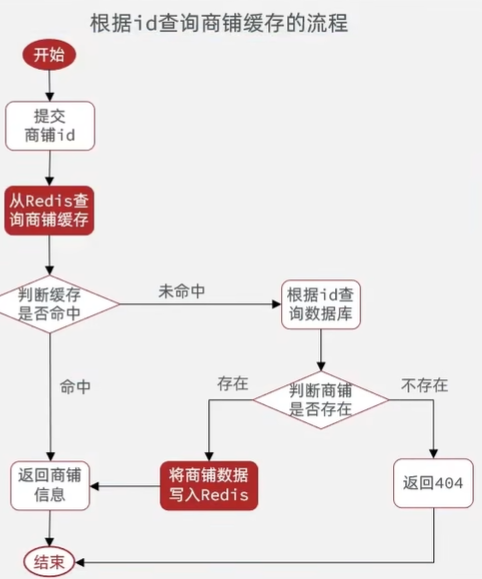 根据id查询商铺缓存的流程
开始
提交
商铺id
从Redis查
询商铺缓存
判断缓存
是否命中
未命中
根据id查
询数据库
命中
判断商铺
是否存在
存在
不存在
返回商铺
信息
将商铺数据
写入Redis
返回404
结束